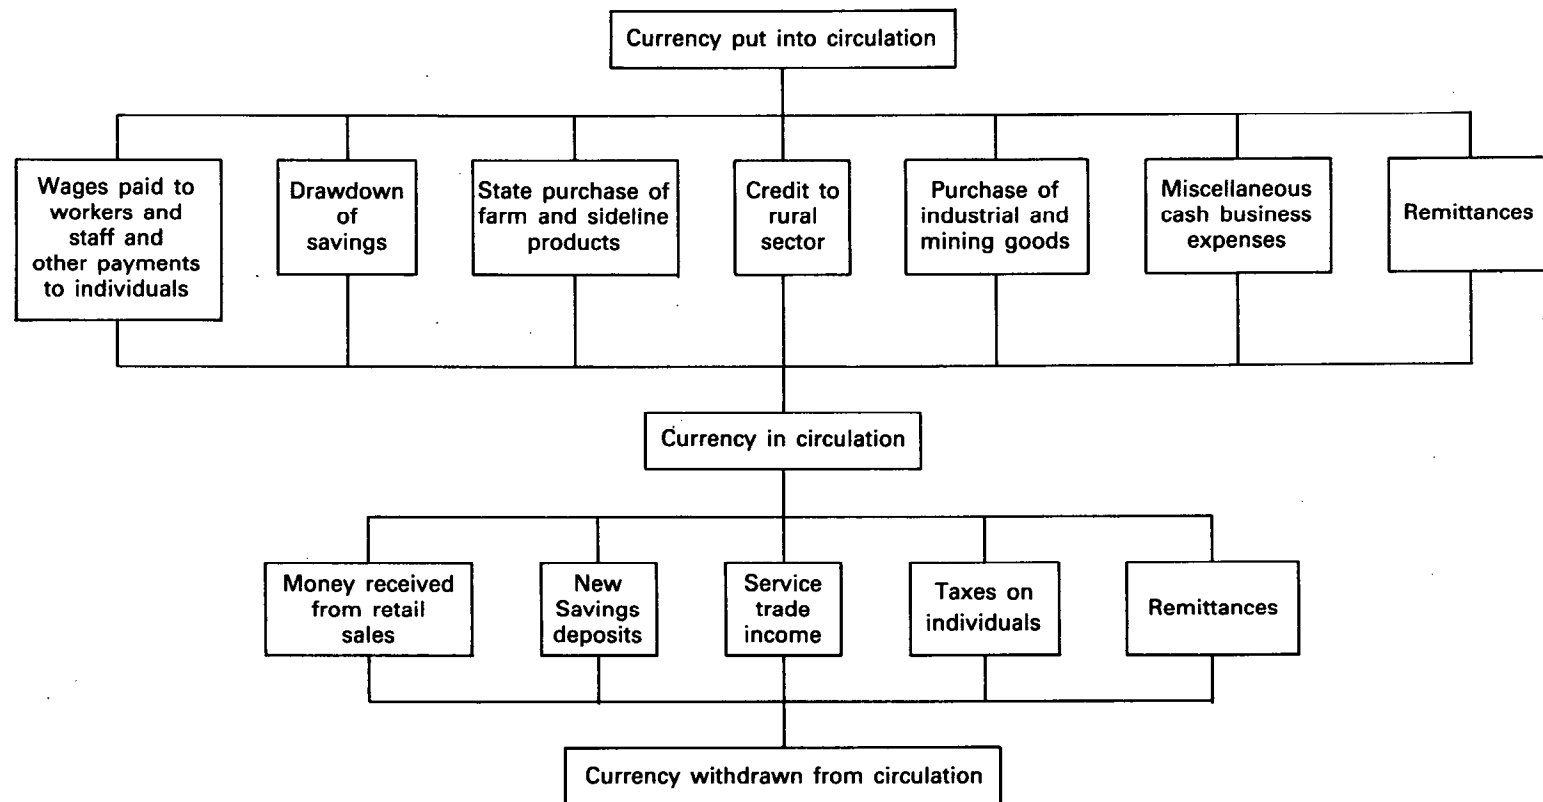 Currency put into circulation
Wages paid to
workers and
staff and
other payments
to individuals
Drawdown
of
savings
State purchase of
farm and sideline
products
Credit to
rural
sector
Purchase of
industrial and
mining goods
Miscellaneous
cash business
expenses
Remittances
Currency in circulation
Money received
from retail
sales
New
Savings
deposits
Service
trade
income
Taxes on
individuals
Remittances
Currency withdrawn from circulation